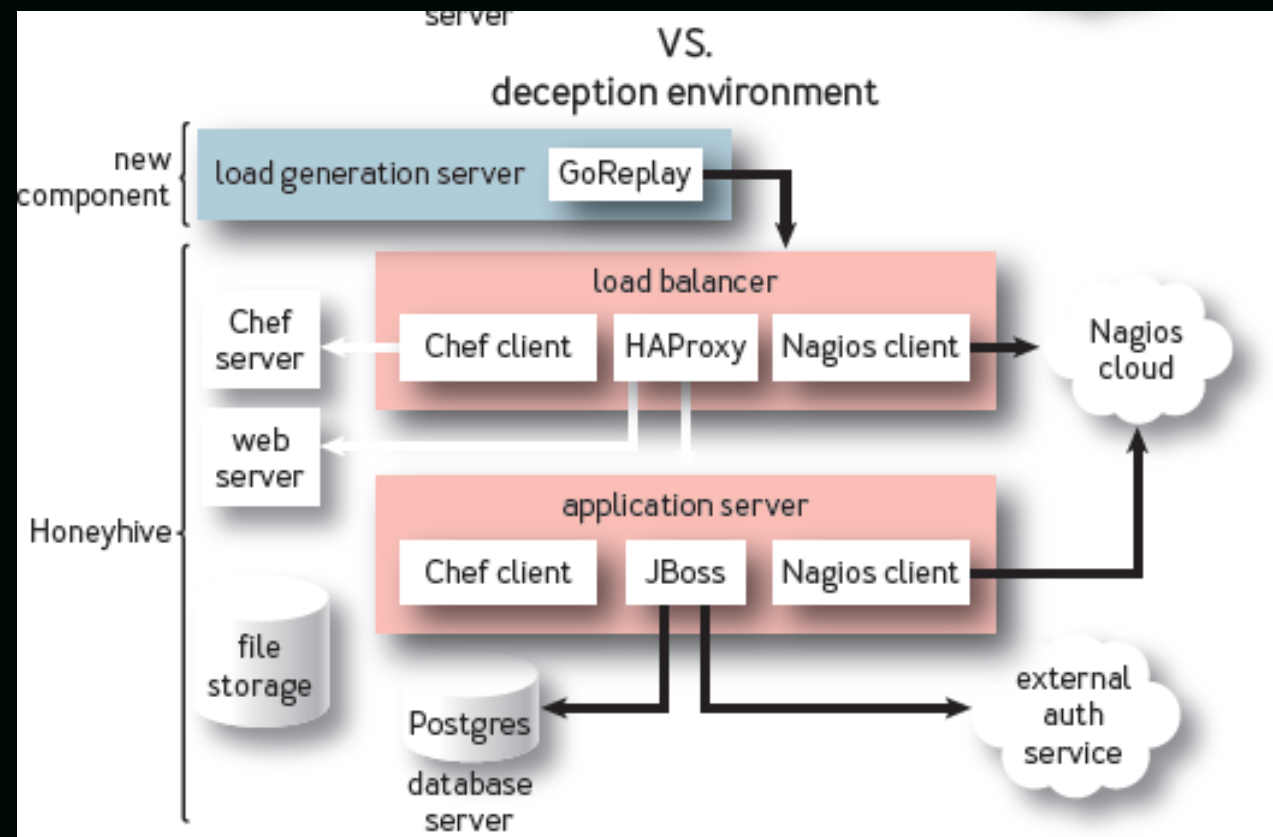 server
VS.
deception environment
new
component
load generation server
GoReplay
load balancer
Chef
server
Chef client
HAProxy
Nagios client
Nagios
cloud
web
server
application server
Honeyhive
Chef client
JBoss
Nagios client
file
storage
Postgres
external
auth
service
database
server